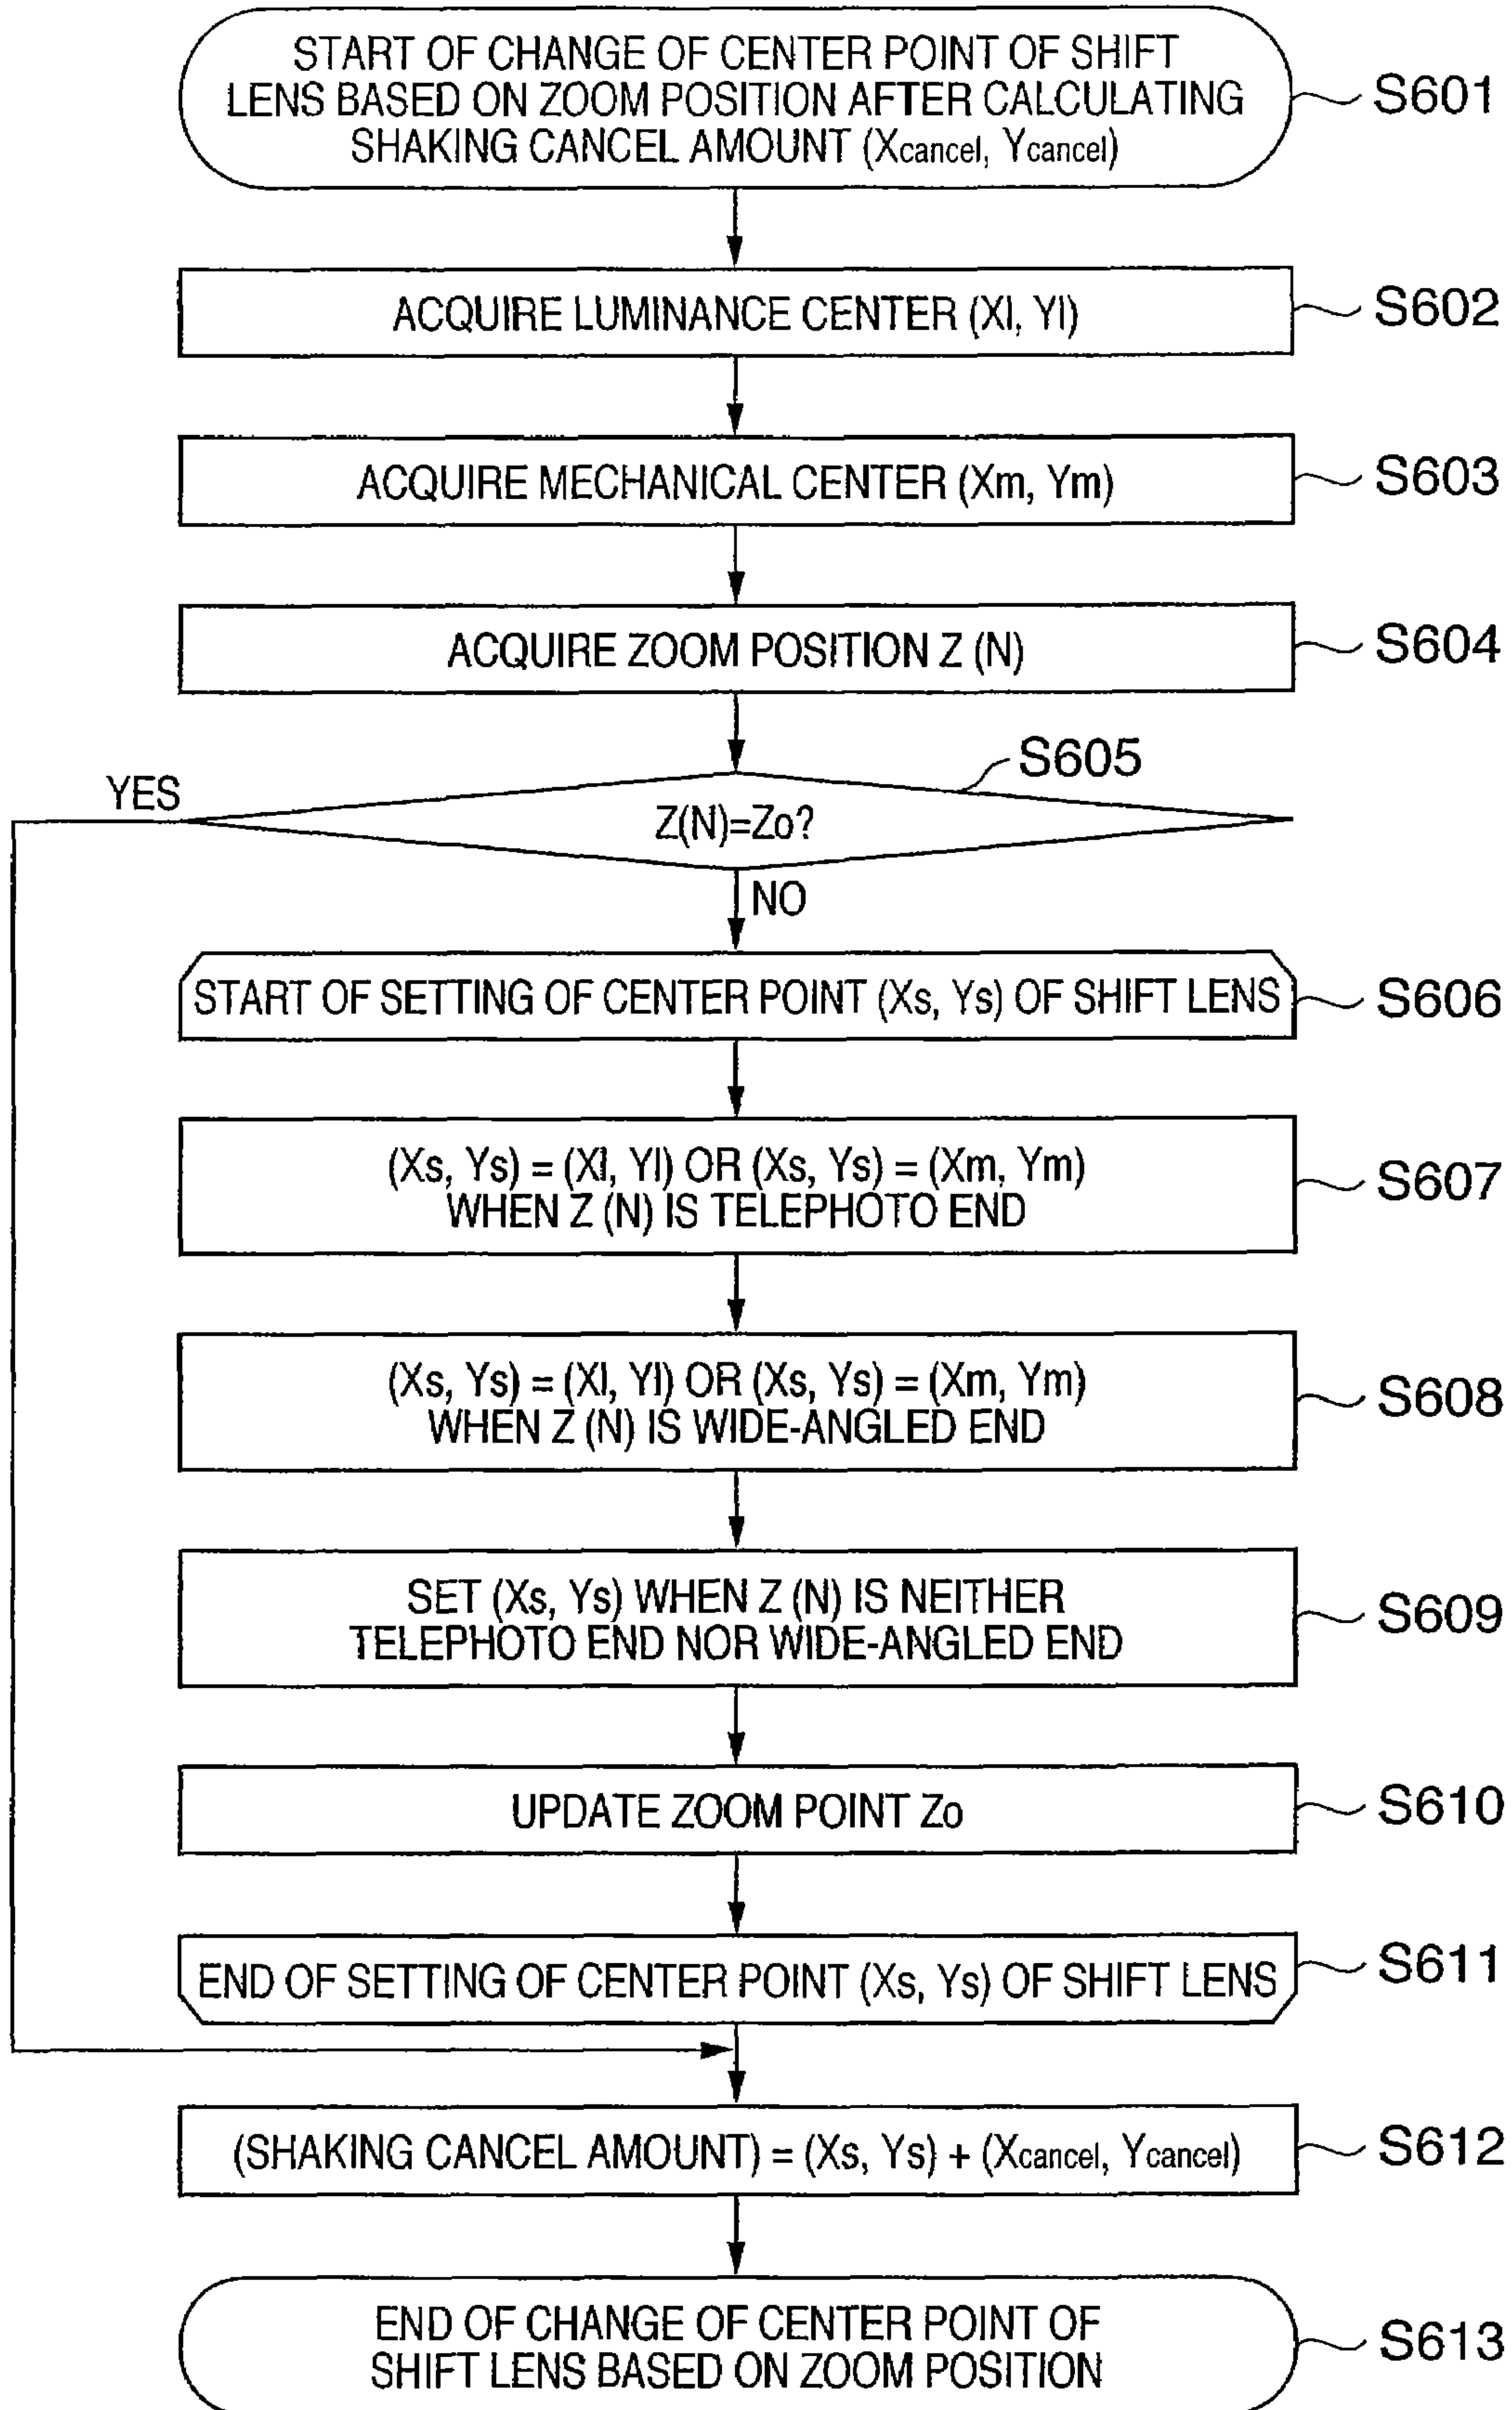 START OF CHANGE OF CENTER POINT OF SHIFT
LENS BASED ON ZOOM POSITION AFTER CALCULATING
SHAKING CANCEL AMOUNT (Xcancel, Ycancel)
S601
ACQUIRE LUMINANCE CENTER (Xl, Yl)
S602
ACQUIRE MECHANICAL CENTER (Xm, Ym)
S603
ACQUIRE ZOOM POSITION Z (N)
S604
S605
YES
Z(N)=Zo?
NO
START OF SETTING OF CENTER POINT (Xs, Ys) OF SHIFT LENS
S606
(Xs, Ys) = (Xl, Yl) OR (Xs, Ys) = (Xm, Ym)
WHEN Z (N) IS TELEPHOTO END
S607
(Xs, Ys) = (Xl, Yl) OR (Xs, Ys) = (Xm, Ym)
WHEN Z (N) IS WIDE-ANGLED END
S608
SET (Xs, Ys) WHEN Z (N) IS NEITHER
TELEPHOTO END NOR WIDE-ANGLED END
S609
UPDATE ZOOM POINT Zo
S610
END OF SETTING OF CENTER POINT (Xs, Ys) OF SHIFT LENS
S611
(SHAKING CANCEL AMOUNT) = (Xs, Ys) + (Xcancel, Ycancel)
S612
END OF CHANGE OF CENTER POINT OF
SHIFT LENS BASED ON ZOOM POSITION
S613